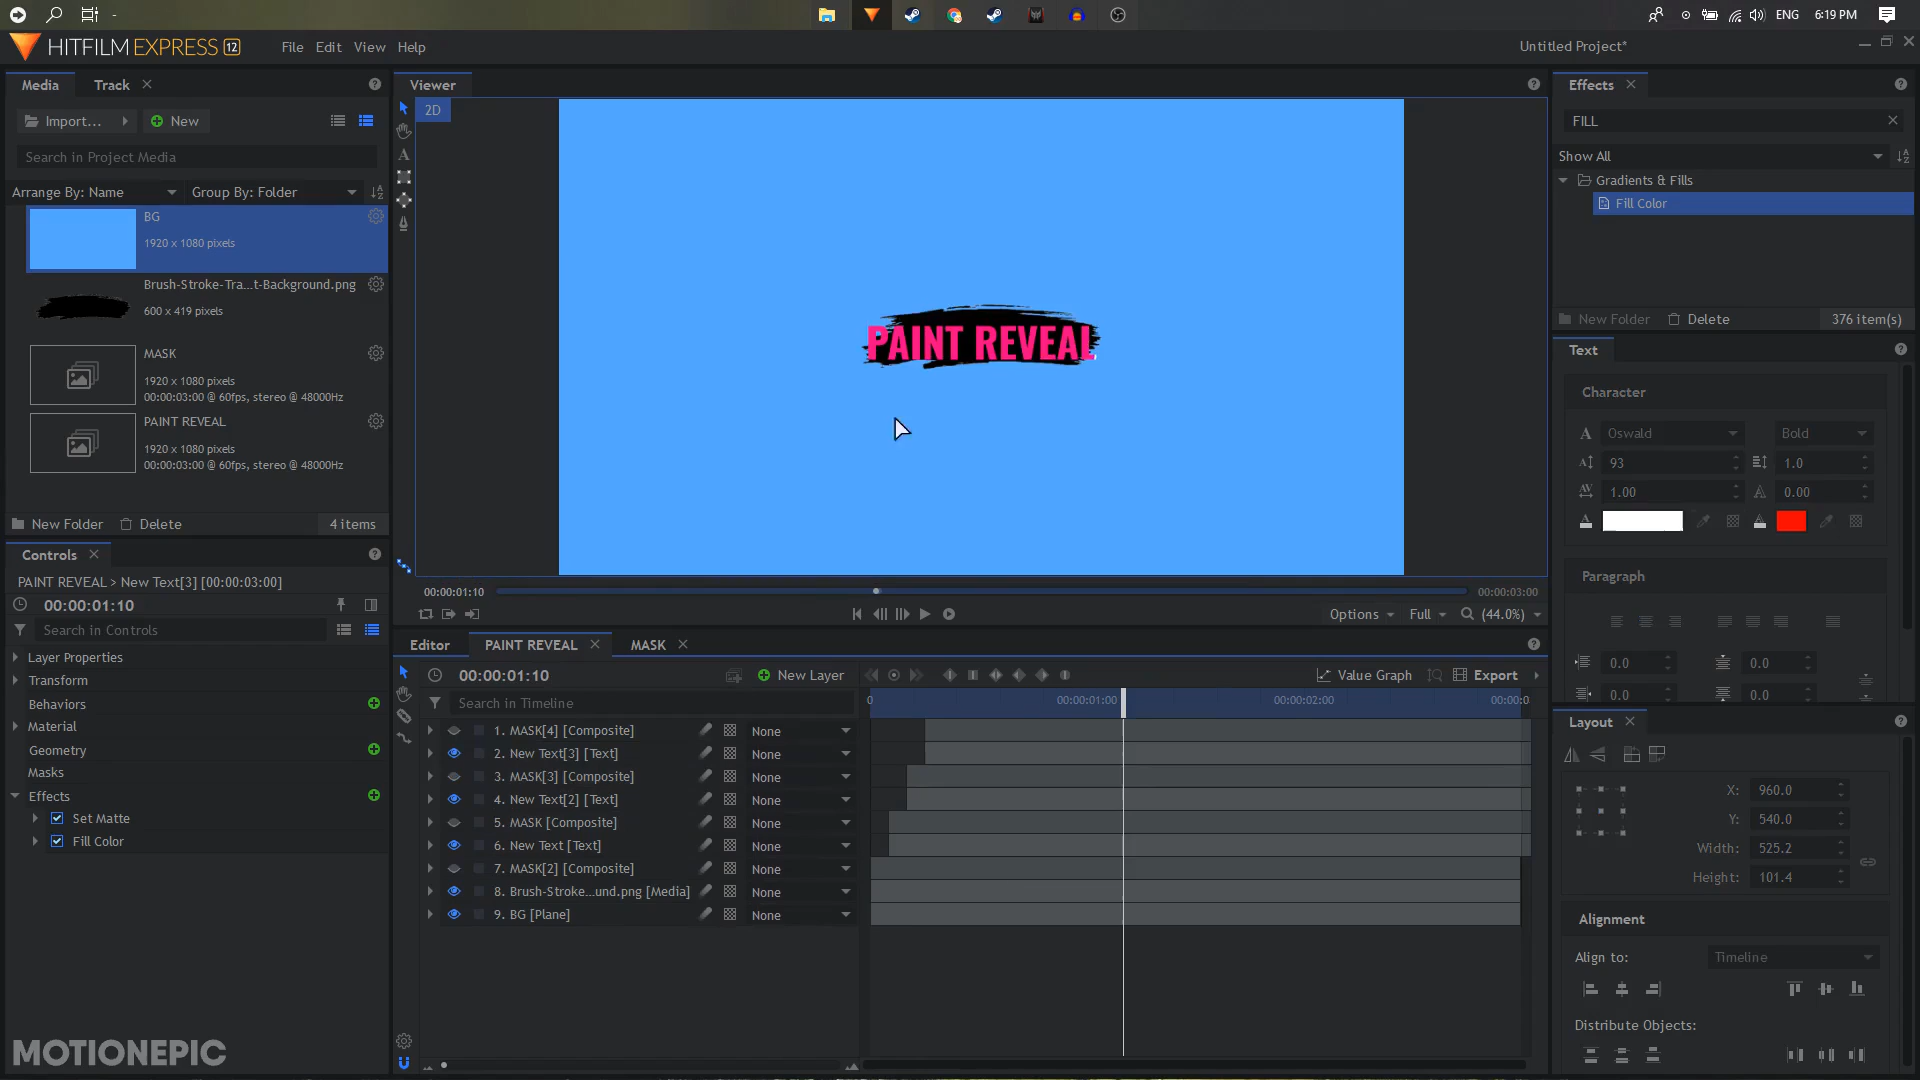 ENG
6:19 PM
HITFILM EXPRESS 12
File Edit View Help
Untitled Project*
Media Track
Import... New
Search in Project Media
Arrange By: Name Group By: Folder
BG
1920 x 1080 pixels
Brush-Stroke-Tra...t-Background.png
600 x 419 pixels
MASK
1920 x 1080 pixels
00:00:03:00 @ 60fps, stereo @ 48000Hz
PAINT REVEAL
1920 x 1080 pixels
00:00:03:00 @ 60fps, stereo @ 48000Hz
New Folder Delete 4 items
Controls
PAINT REVEAL > New Text[3] [00:00:03:00]
00:00:01:10
Search in Controls
Layer Properties
Transform
Behaviors
Material
Geometry
Masks
Effects
Set Matte
Fill Color
MOTIONEPIC
Viewer
2D
PAINT REVEAL
00:00:01:10
00:00:03:00
Options Full (44.0%)
Editor PAINT REVEAL MASK
00:00:01:10 New Layer Value Graph Export
Search in Timeline
0 00:00:01:00 00:00:02:00 00:00:0
1. MASK[4] [Composite] None
2. New Text[3] [Text] None
3. MASK[3] [Composite] None
4. New Text[2] [Text] None
5. MASK [Composite] None
6. New Text [Text] None
7. MASK[2] [Composite] None
8. Brush-Stroke...und.png [Media] None
9. BG [Plane] None
Effects
FILL
Show All
Gradients & Fills
Fill Color
New Folder Delete 376 item(s)
Text
Character
A Oswald Bold
93 1.0
1.00 0.00
Paragraph
0.0 0.0
0.0 0.0
Layout
X: 960.0
Y: 540.0
Width: 525.2
Height: 101.4
Alignment
Align to: Timeline
Distribute Objects: